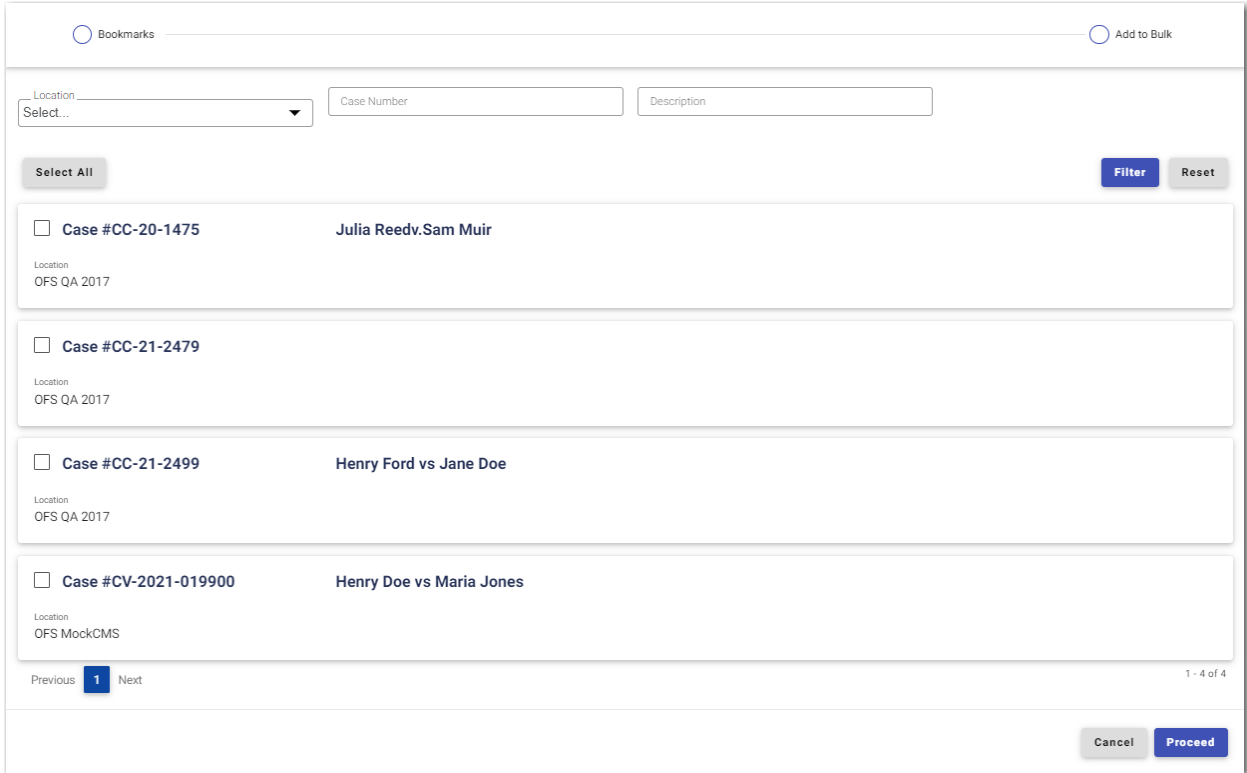 Bookmarks
Add to Bulk
Location
Select...
Case Number
Description
Select All
Filter
Reset
Case #CC-20-1475
Julia Reedv.Sam Muir
Location
OFS QA 2017
Case #CC-21-2479
Location
OFS QA 2017
Case #CC-21-2499
Henry Ford vs Jane Doe
Location
OFS QA 2017
Case #CV-2021-019900
Henry Doe vs Maria Jones
Location
OFS MockCMS
Previous 1 Next
1 - 4 of 4
Cancel
Proceed